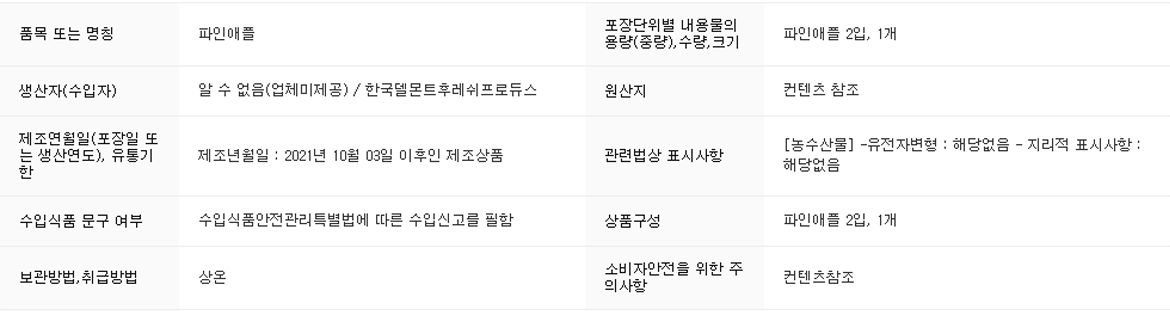 품목 또는 명칭
파인애플
포장단위별 내용물의
용량(중량),수량,크기
파인애플 2입, 1개
생산자(수입자)
알 수 없음(업체미제공) / 한국델몬트후레쉬프로듀스
원산지
컨텐츠 참조
제조연월일(포장일 또
는 생산연도), 유통기
한
제조년월일 : 2021년 10월 03일 이후인 제조상품
관련법상 표시사항
[농수산물] -유전자변형 : 해당없음 - 지리적 표시사항 :
해당없음
수입식품 문구 여부
수입식품안전관리특별법에 따른 수입신고를 필함
상품구성
파인애플 2입, 1개
보관방법,취급방법
상온
소비자안전을 위한 주
의사항
컨텐츠참조